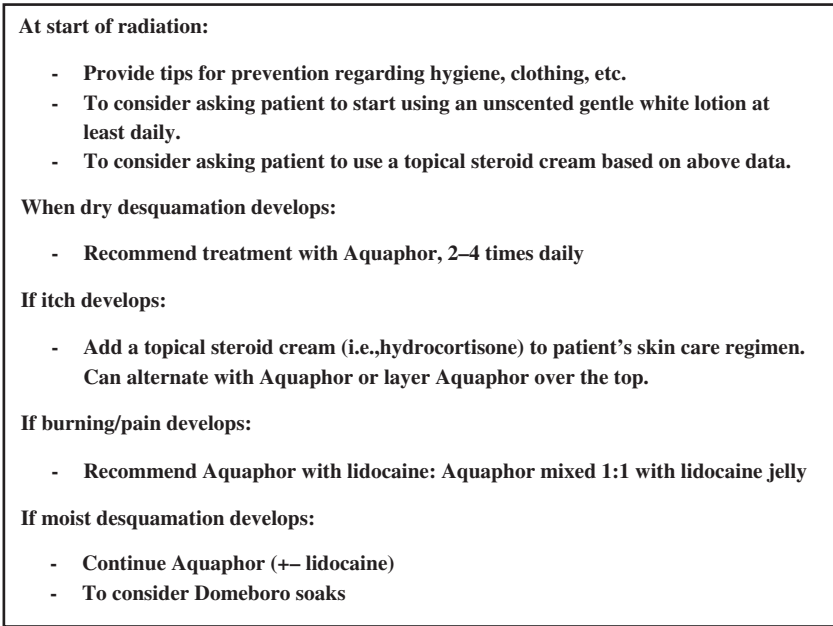 At start of radiation:
- Provide tips for prevention regarding hygiene, clothing, etc.
- To consider asking patient to start using an unscented gentle white lotion at
least daily.
- To consider asking patient to use a topical steroid cream based on above data.
When dry desquamation develops:
- Recommend treatment with Aquaphor, 2–4 times daily
If itch develops:
- Add a topical steroid cream (i.e.,hydrocortisone) to patient’s skin care regimen.
Can alternate with Aquaphor or layer Aquaphor over the top.
If burning/pain develops:
- Recommend Aquaphor with lidocaine: Aquaphor mixed 1:1 with lidocaine jelly
If moist desquamation develops:
- Continue Aquaphor (+– lidocaine)
- To consider Domeboro soaks